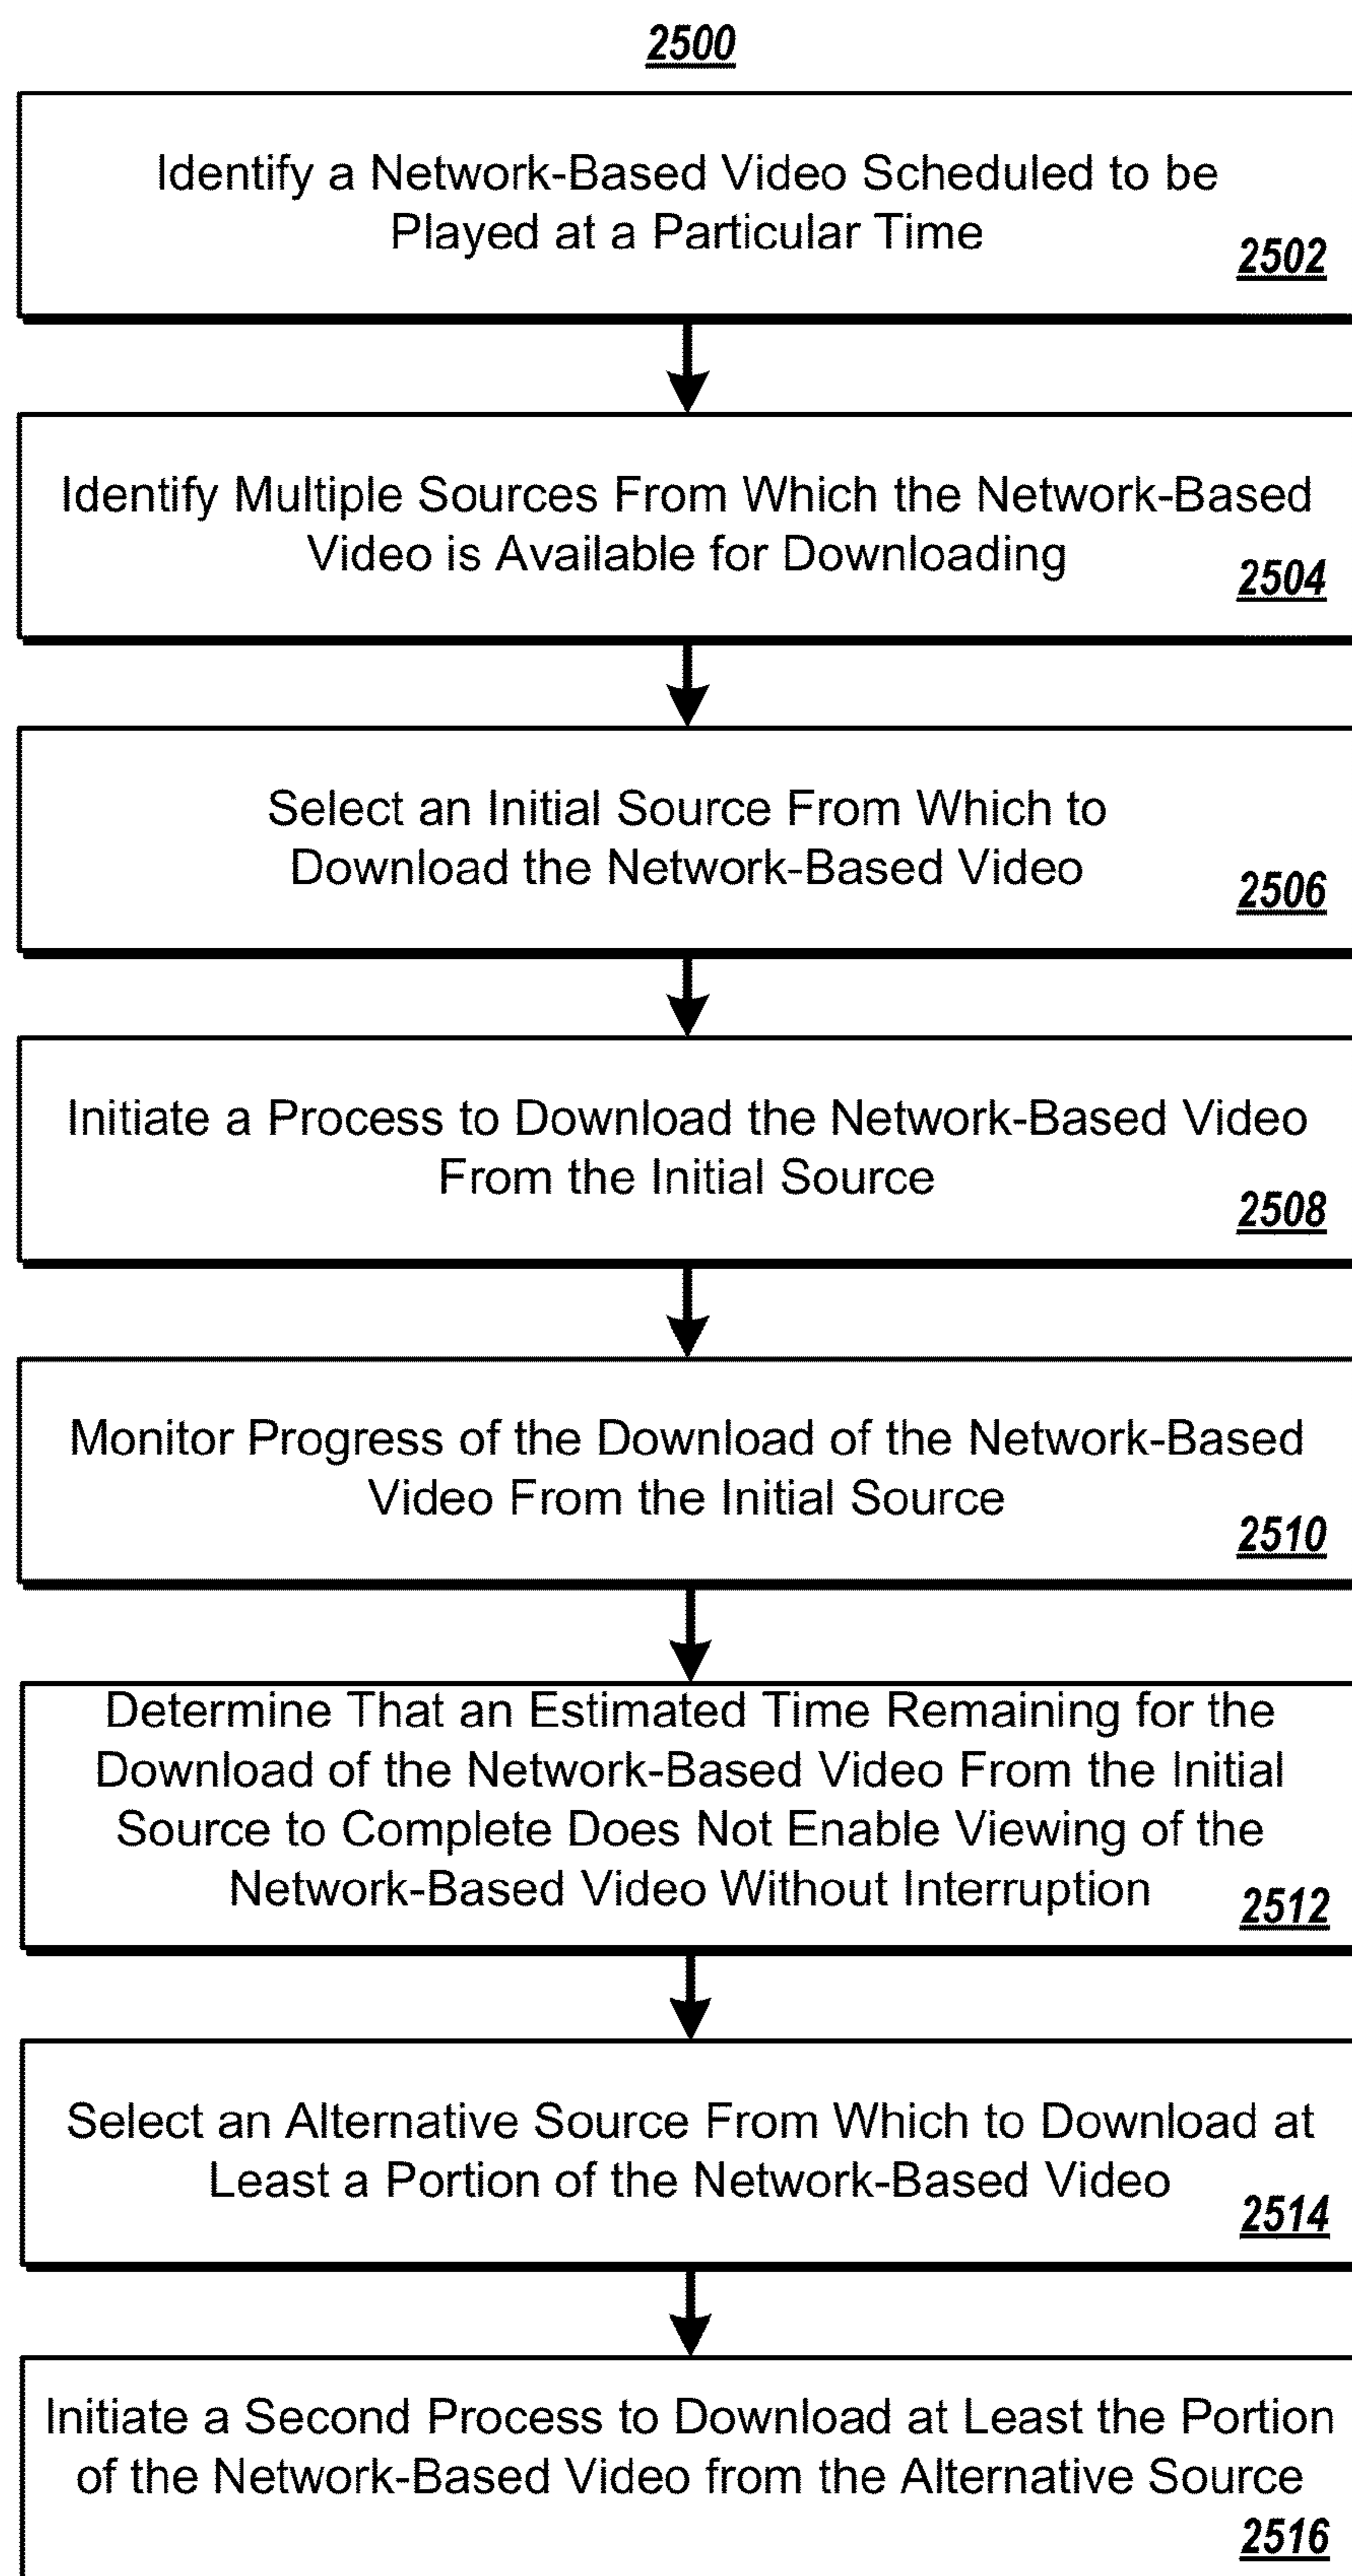 2500
Identify a Network-Based Video Scheduled to be
Played at a Particular Time
2502
Identify Multiple Sources From Which the Network-Based
Video is Available for Downloading
2504
Select an Initial Source From Which to
Download the Network-Based Video
2506
Initiate a Process to Download the Network-Based Video
From the Initial Source
2508
Monitor Progress of the Download of the Network-Based
Video From the Initial Source
2510
Determine That an Estimated Time Remaining for the
Download of the Network-Based Video From the Initial
Source to Complete Does Not Enable Viewing of the
Network-Based Video Without Interruption
2512
Select an Alternative Source From Which to Download at
Least a Portion of the Network-Based Video
2514
Initiate a Second Process to Download at Least the Portion
of the Network-Based Video from the Alternative Source
2516